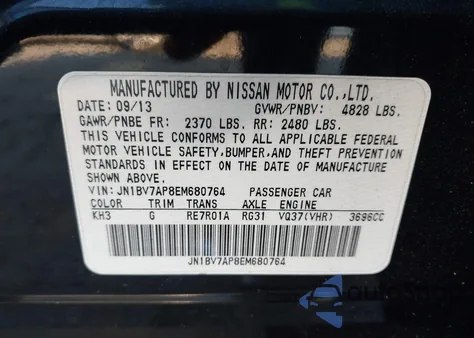 MANUFACTURED BY NISSAN MOTOR CO.,LTD.
DATE: 09/13 GVWR/PNBV: 4828 LBS.
GAWR/PNBE FR: 2370 LBS. RR: 2480 LBS.
THIS VEHICLE CONFORMS TO ALL APPLICABLE FEDERAL
MOTOR VEHICLE SAFETY, BUMPER, AND THEFT PREVENTION
STANDARDS IN EFFECT ON THE DATE OF MANUFACTURE
SHOWN ABOVE.
VIN: JN1BV7AP8EM680764 PASSENGER CAR
COLOR TRIM TRANS AXLE ENGINE
KH3 G RE7R01A RG31 VQ37(VHR) 3696CC
JN1BV7AP8EM680764